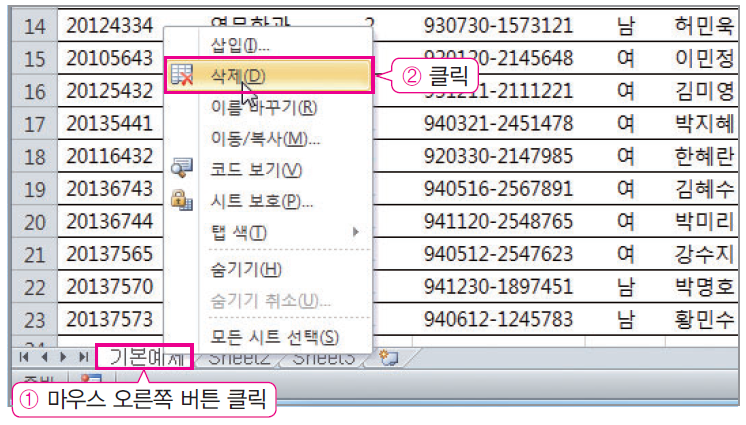 14 20124334 영문학과 2 930730-1573121 남 허민욱
삽입(I)...
15 20105643 920120-2145648 여 이민정
삭제(D)
② 클릭
16 20125432 931211-2111221 여 김미영
이름 바꾸기(R)
17 20135441 940321-2451478 여 박지혜
이동/복사(M)...
18 20116432 920330-2147985 여 한혜란
코드 보기(V)
19 20136743 940516-2567891 여 김혜수
시트 보호(P)...
20 20136744 941120-2548765 여 박미리
탭 색(T)
21 20137565 940512-2547623 여 강수지
숨기기(H)
22 20137570 941230-1897451 남 박명호
숨기기 취소(U)...
23 20137573 940612-1245783 남 황민수
모든 시트 선택(S)
24
기본예제 Sheet2 Sheet3
준비
① 마우스 오른쪽 버튼 클릭